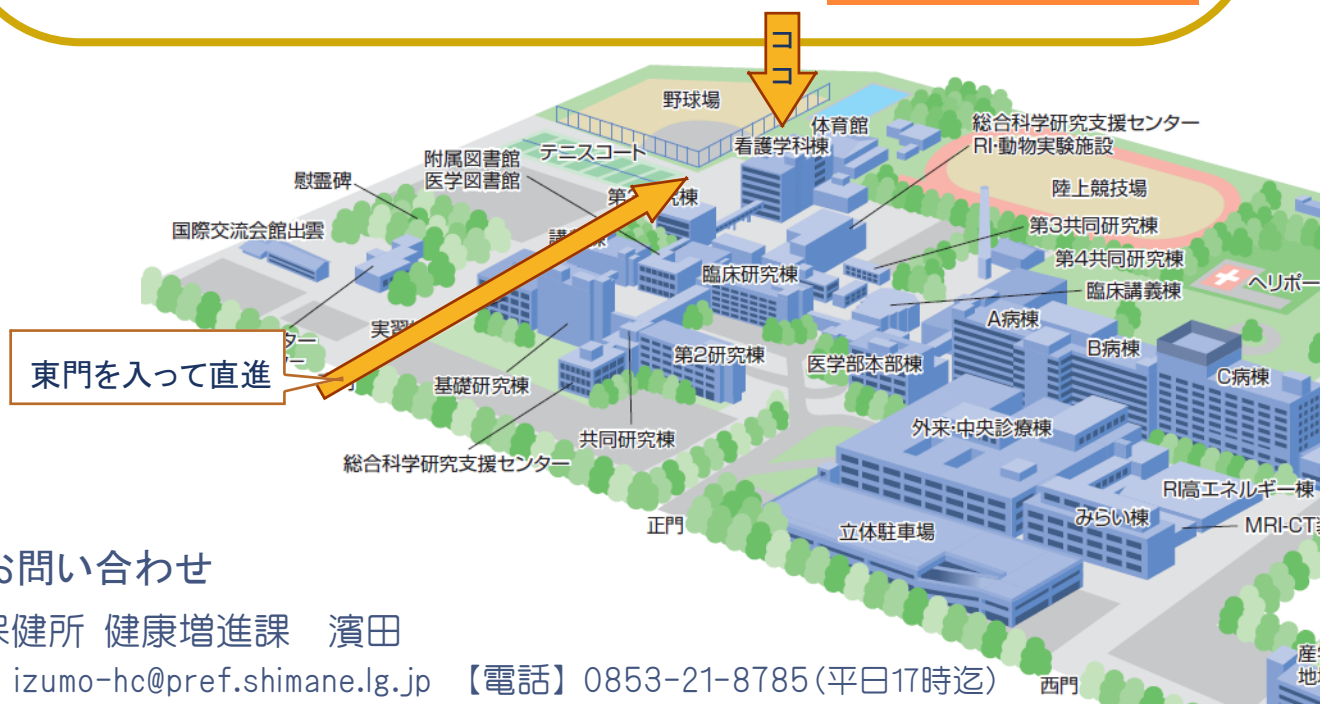 ココ
野球場
体育館
看護学科棟
総合科学研究支援センター
RI・動物実験施設
テニスコート
附属図書館
医学図書館
慰霊碑
陸上競技場
国際交流会館出雲
第3共同研究棟
第4共同研究棟
臨床研究棟
臨床講義棟
ヘリポー
A病棟
B病棟
C病棟
東門を入って直進
第2研究棟
医学部本部棟
基礎研究棟
外来・中央診療棟
共同研究棟
総合科学研究支援センター
RI高エネルギー棟
みらい棟
MRI-CT
正門
立体駐車場
お問い合わせ
保健所 健康増進課 濱田
izumo-hc@pref.shimane.lg.jp 【電話】0853-21-8785(平日17時迄)
西門